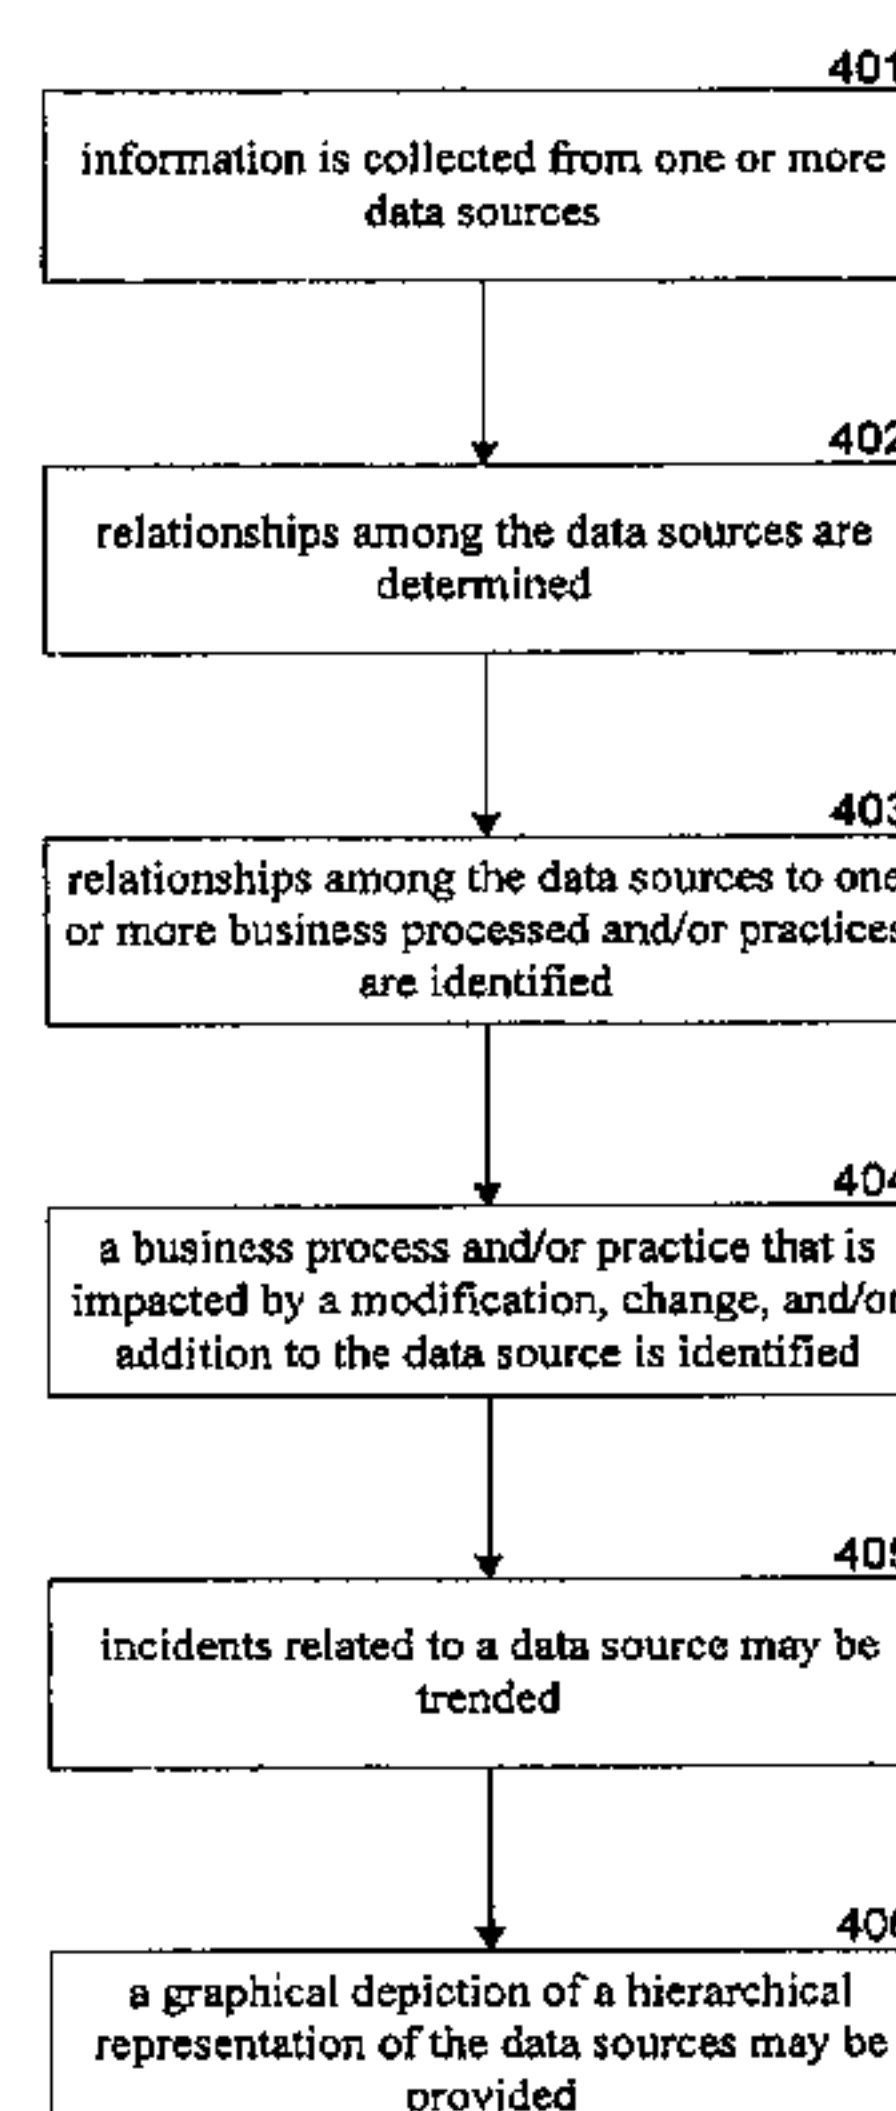 401
information is collected from one or more
data sources
402
relationships among the data sources are
determined
403
relationships among the data sources to one
or more business processed and/or practices
are identified
404
a business process and/or practice that is
impacted by a modification, change, and/or
addition to the data source is identified
405
incidents related to a data source may be
trended
406
a graphical depiction of a hierarchical
representation of the data sources may be
provided